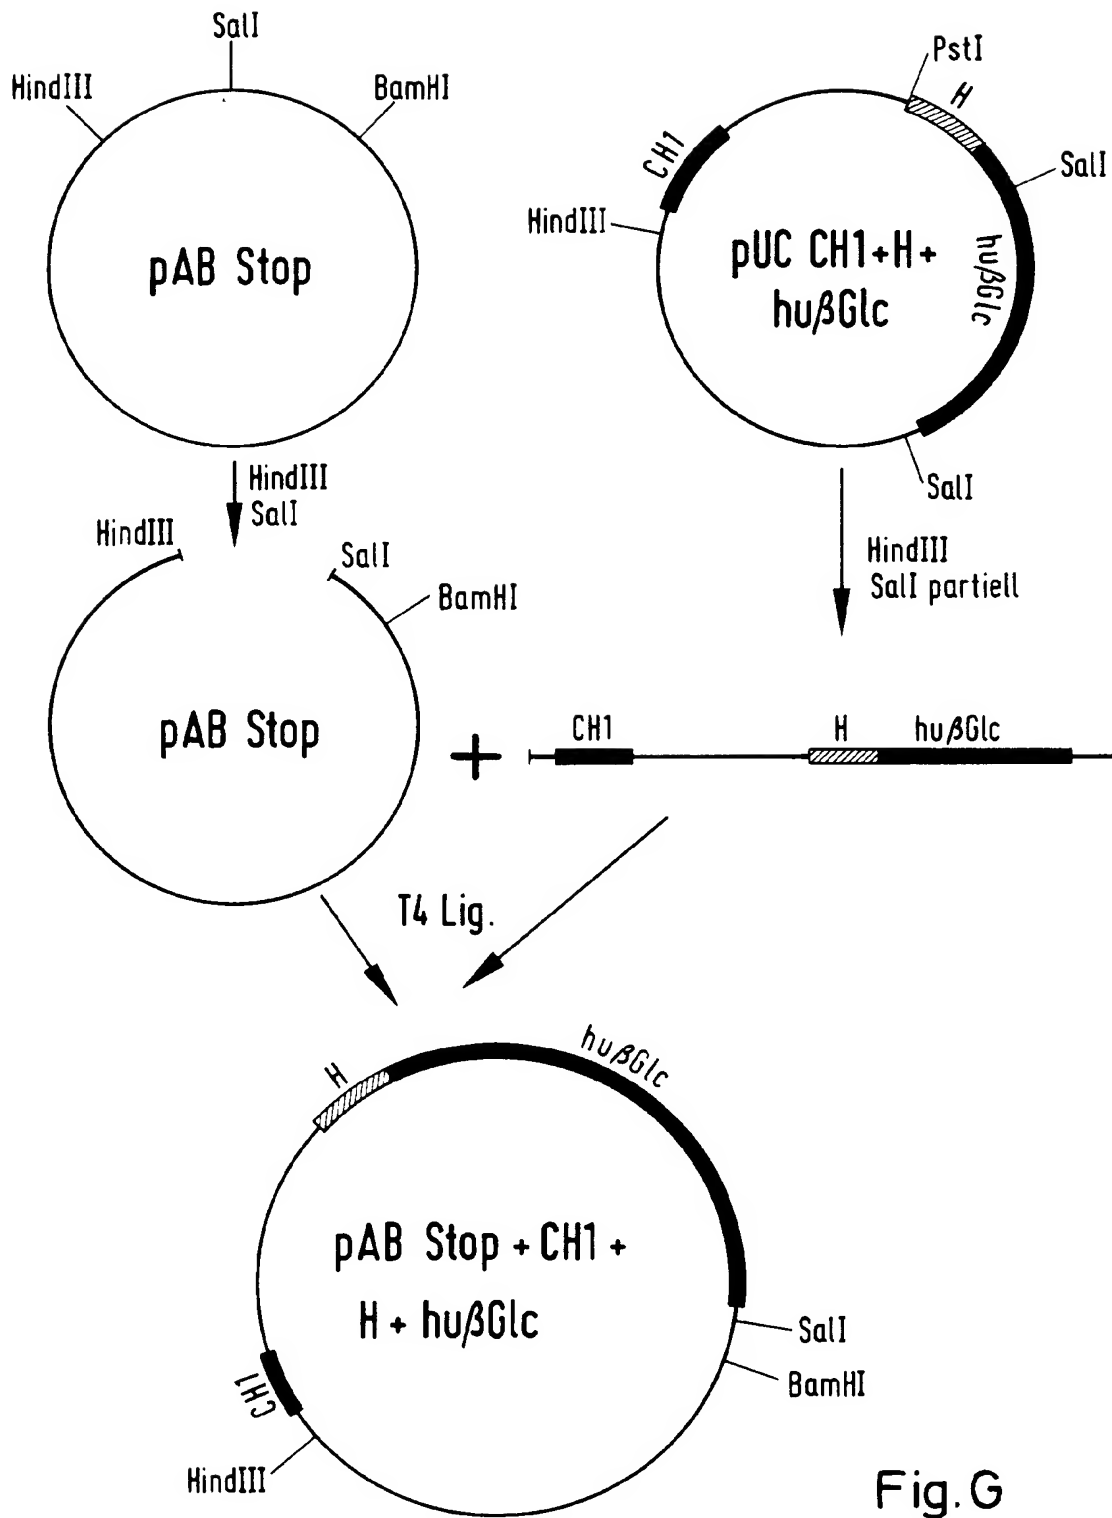 SalI
HindIII
BamHI
pAB Stop
PstI
H
CH1
SalI
HindIII
pUC CH1+H+
huβGlc
huβGlc
SalI
HindIII
SalI
HindIII
SalI partiell
HindIII
SalI
BamHI
pAB Stop
+
CH1
H
huβGlc
T4 Lig.
H
huβGlc
pAB Stop + CH1 +
H + huβGlc
SalI
BamHI
CH1
HindIII
Fig. G